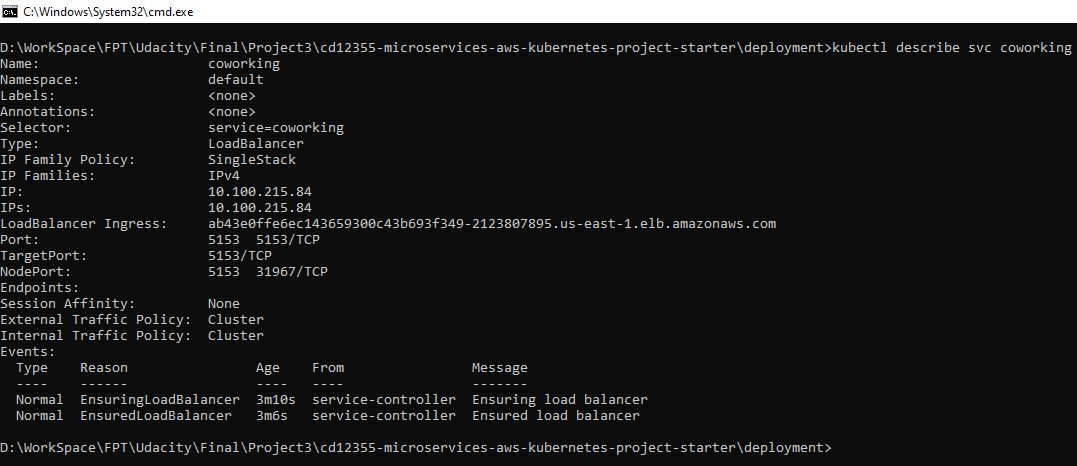 C:\Windows\System32\cmd.exe
D:\WorkSpace\FPT\Udacity\Final\Project3\cd12355-microservices-aws-kubernetes-project-starter\deployment>kubectl describe svc coworking
Name:                     coworking
Namespace:                default
Labels:                   <none>
Annotations:              <none>
Selector:                 service=coworking
Type:                     LoadBalancer
IP Family Policy:         SingleStack
IP Families:              IPv4
IP:                       10.100.215.84
IPs:                      10.100.215.84
LoadBalancer Ingress:     ab43e0ffe6ec143659300c43b693f349-2123807895.us-east-1.elb.amazonaws.com
Port:                     5153  5153/TCP
TargetPort:               5153/TCP
NodePort:                 5153  31967/TCP
Endpoints:
Session Affinity:         None
External Traffic Policy:  Cluster
Internal Traffic Policy:  Cluster
Events:
  Type    Reason                Age    From                Message
  ----    ------                ----   ----                -------
  Normal  EnsuringLoadBalancer  3m10s  service-controller  Ensuring load balancer
  Normal  EnsuredLoadBalancer   3m6s   service-controller  Ensured load balancer
D:\WorkSpace\FPT\Udacity\Final\Project3\cd12355-microservices-aws-kubernetes-project-starter\deployment>